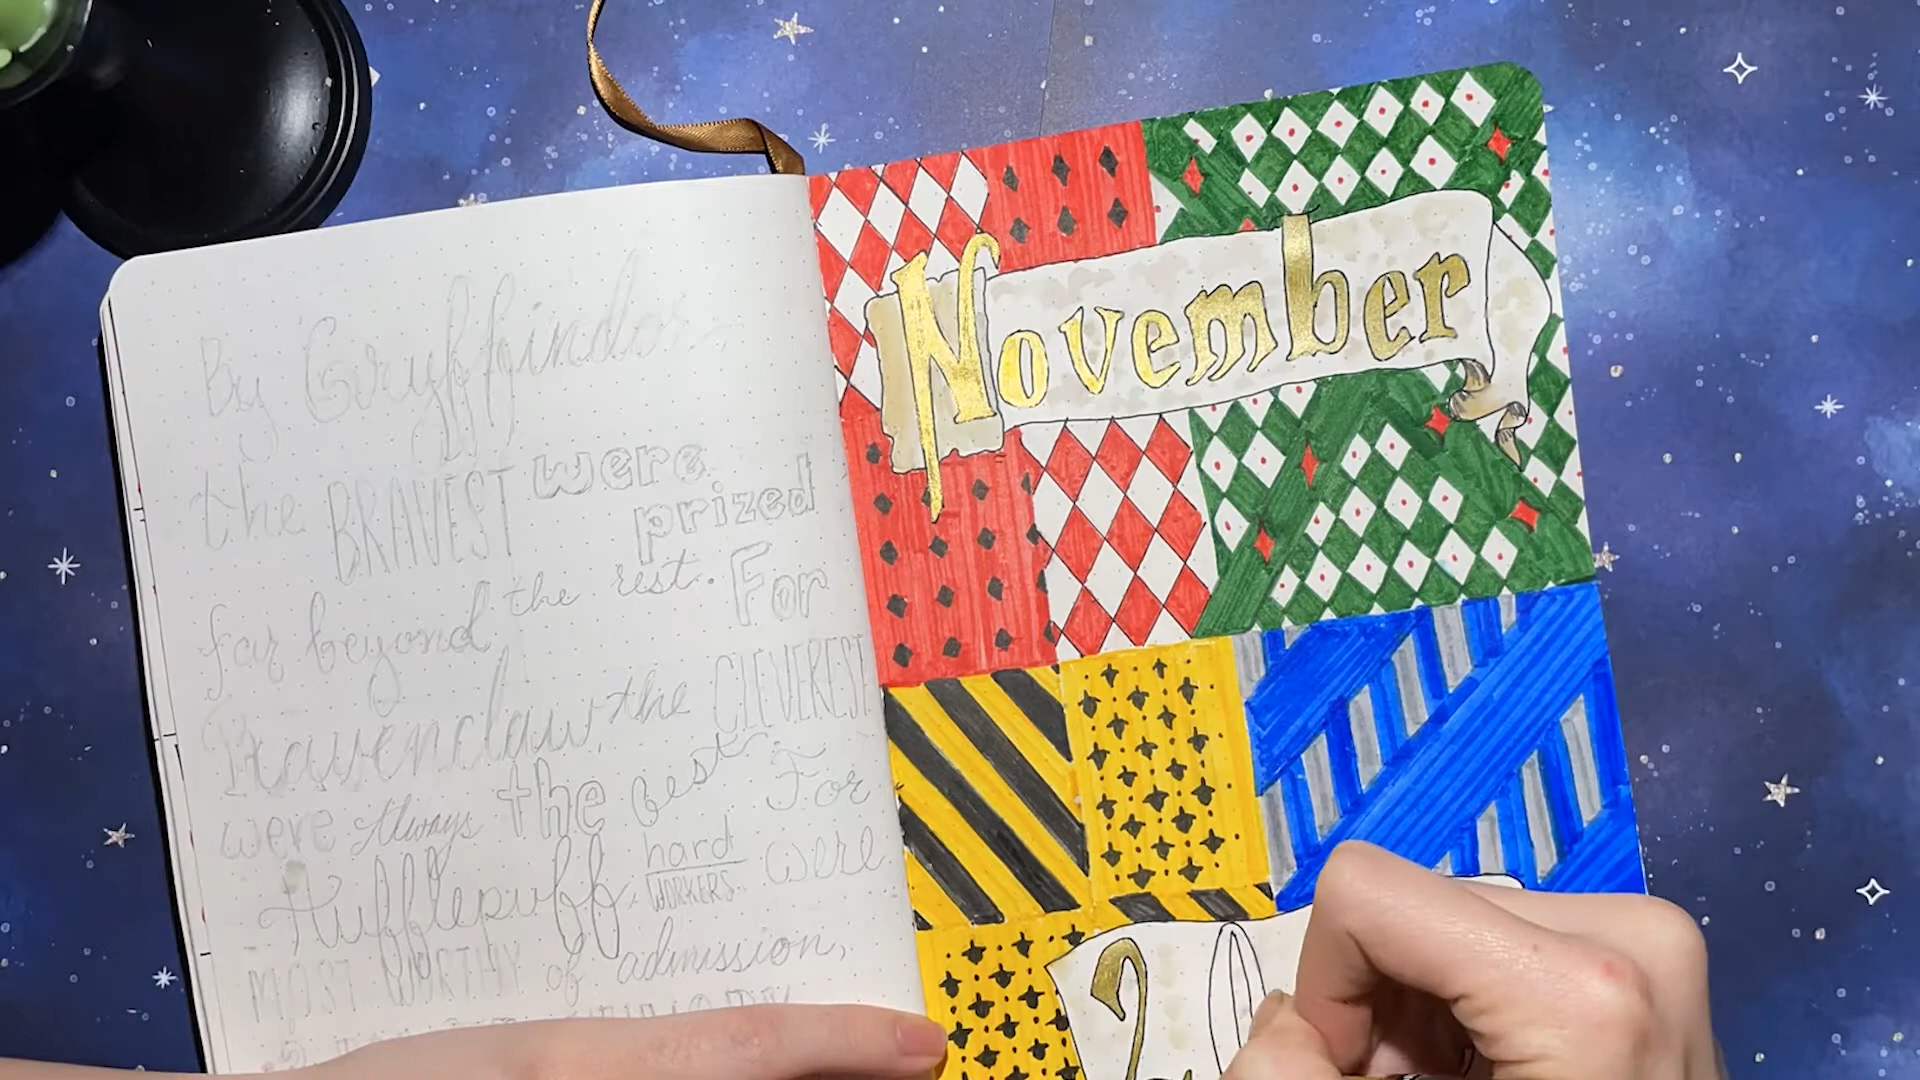 By Gryffindor,
the BRAVEST were
prized
far beyond the rest. For
Ravenclaw, the CLEVEREST
were Always the best For
Hufflepuff, hard
WORKERS were
MOST WORTHY of admission,
November
20